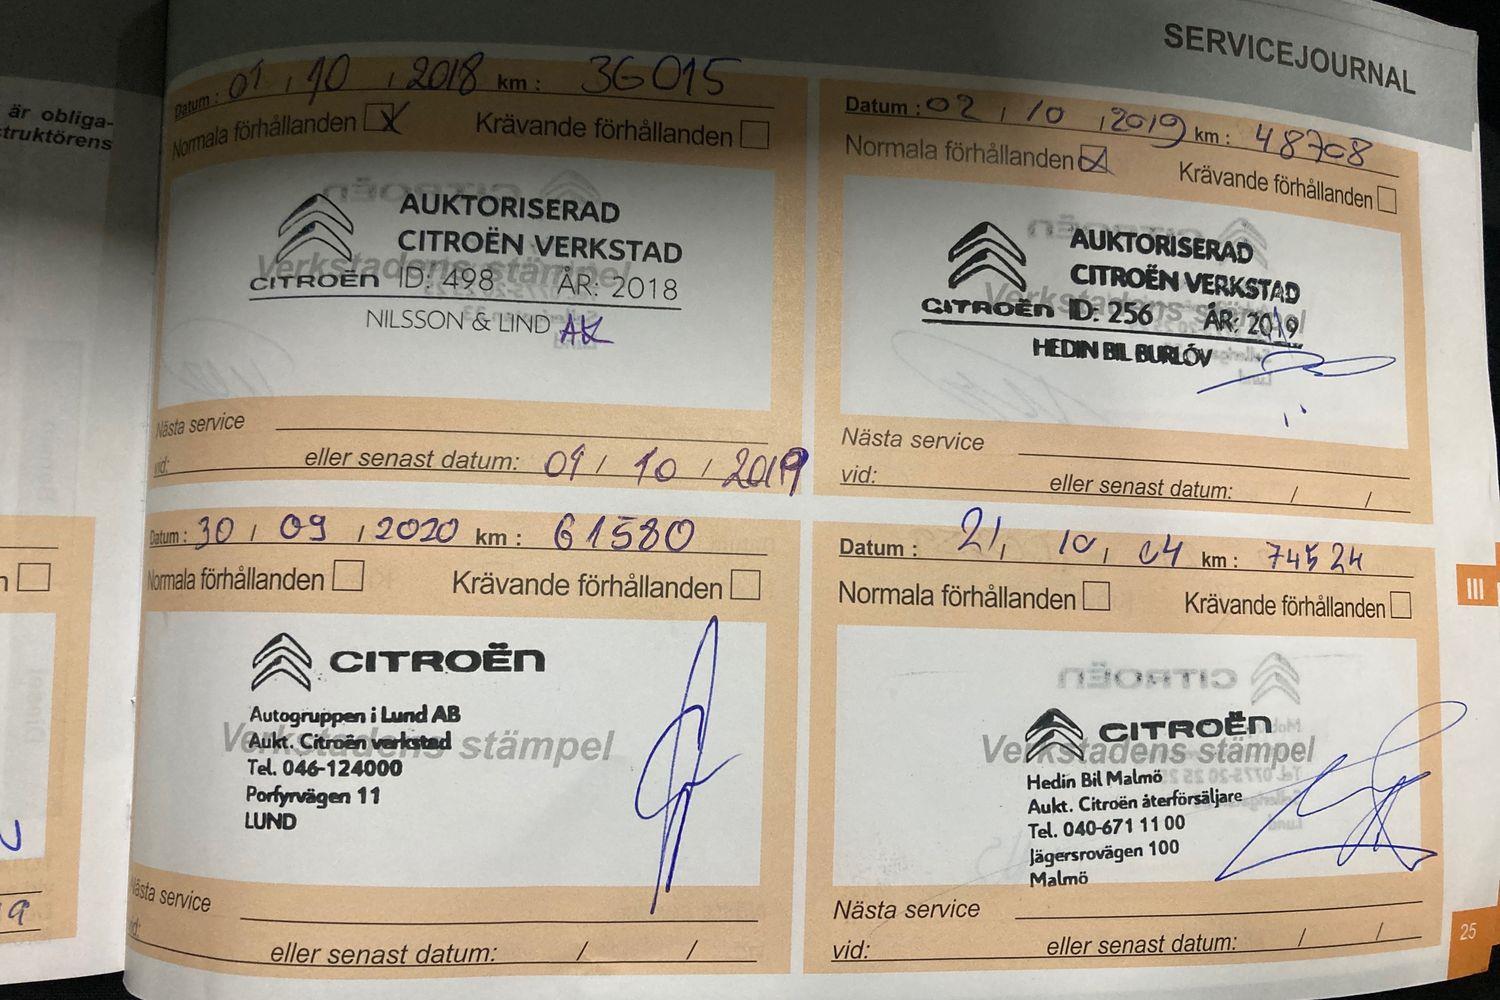 SERVICEJOURNAL
är obliga-
struktörens
Datum : 01 / 10 / 2018 km : 36015
Normala förhållanden Krävande förhållanden
CITROËN
AUKTORISERAD
CITROËN VERKSTAD
ID: 498 ÅR: 2018
NILSSON & LIND AK
Verkstadens stämpel
Nästa service
vid: eller senast datum: 01 / 10 / 2019
Datum : 02 / 10 / 2019 km : 48708
Normala förhållanden Krävande förhållanden
CITROËN
AUKTORISERAD
CITROËN VERKSTAD
ID: 256 ÅR: 2019
HEDIN BIL BURLÖV
Verkstadens stämpel
Nästa service
vid: eller senast datum: / /
Datum : 30 / 09 / 2020 km : 61580
Normala förhållanden Krävande förhållanden
CITROËN
Autogruppen i Lund AB
Aukt. Citroën verkstad
Tel. 046-124000
Porfyrvägen 11
LUND
Verkstadens stämpel
Nästa service
vid: eller senast datum: / /
Datum : 21 / 10 / 04 km : 74524
Normala förhållanden Krävande förhållanden
CITROËN
Hedin Bil Malmö
Aukt. Citroën återförsäljare
Tel. 040-671 11 00
Jägersrovägen 100
Malmö
Verkstadens stämpel
Nästa service
vid: eller senast datum: / /
III
25